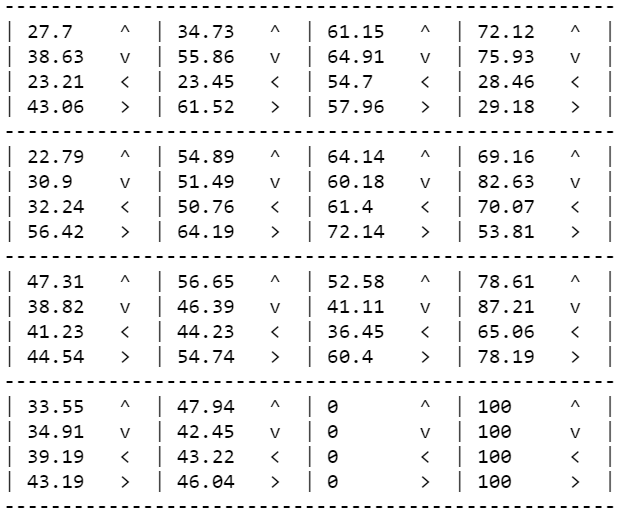 -----------------------------------------------------
| 27.7 ^ | 34.73 ^ | 61.15 ^ | 72.12 ^ |
| 38.63 v | 55.86 v | 64.91 v | 75.93 v |
| 23.21 < | 23.45 < | 54.7 < | 28.46 < |
| 43.06 > | 61.52 > | 57.96 > | 29.18 > |
-----------------------------------------------------
| 22.79 ^ | 54.89 ^ | 64.14 ^ | 69.16 ^ |
| 30.9 v | 51.49 v | 60.18 v | 82.63 v |
| 32.24 < | 50.76 < | 61.4 < | 70.07 < |
| 56.42 > | 64.19 > | 72.14 > | 53.81 > |
-----------------------------------------------------
| 47.31 ^ | 56.65 ^ | 52.58 ^ | 78.61 ^ |
| 38.82 v | 46.39 v | 41.11 v | 87.21 v |
| 41.23 < | 44.23 < | 36.45 < | 65.06 < |
| 44.54 > | 54.74 > | 60.4 > | 78.19 > |
-----------------------------------------------------
| 33.55 ^ | 47.94 ^ | 0 ^ | 100 ^ |
| 34.91 v | 42.45 v | 0 v | 100 v |
| 39.19 < | 43.22 < | 0 < | 100 < |
| 43.19 > | 46.04 > | 0 > | 100 > |
-----------------------------------------------------